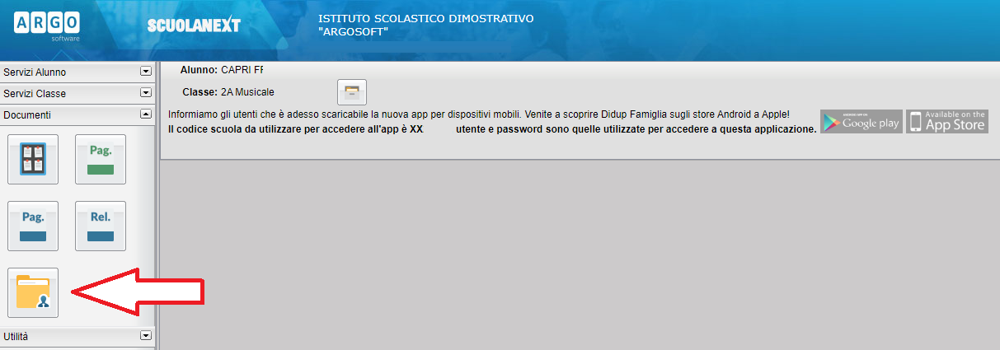 ARGO
software
SCUOLANEXT
ISTITUTO SCOLASTICO DIMOSTRATIVO
"ARGOSOFT"
Servizi Alunno
Servizi Classe
Documenti
Pag.
Pag.
Rel.
Utilità
Alunno: CAPRI
Classe: 2A Musicale
Informiamo gli utenti che è adesso scaricabile la nuova app per dispositivi mobili. Venite a scoprire Didup Famiglia sugli store Android a Apple!
Il codice scuola da utilizzare per accedere all'app è XX utente e password sono quelle utilizzate per accedere a questa applicazione.
ANDROID APP ON
Google play
Available on the
App Store